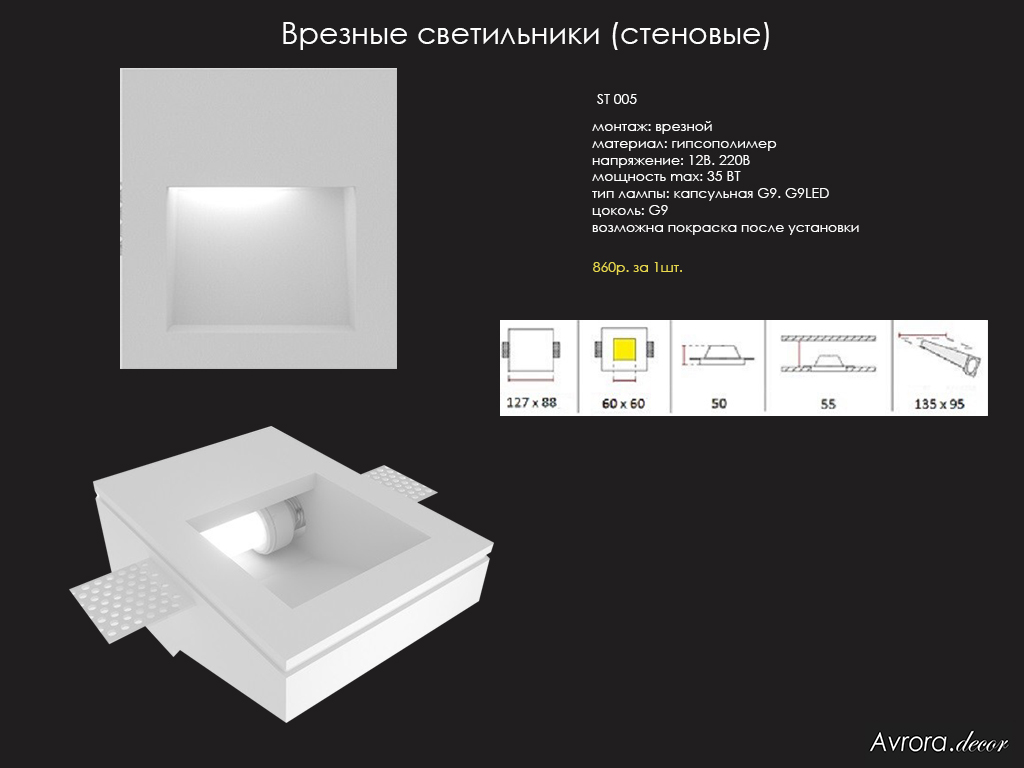 Врезные светильники (стеновые)
ST 005
монтаж: врезной
материал: гипсополимер
напряжение: 12В. 220В
мощность max: 35 ВТ
тип лампы: капсульная G9. G9LED
цоколь: G9
возможна покраска после установки
860р. за 1шт.
127 x 88 60 x 60 50 55 135 x 95
Avrora.decor